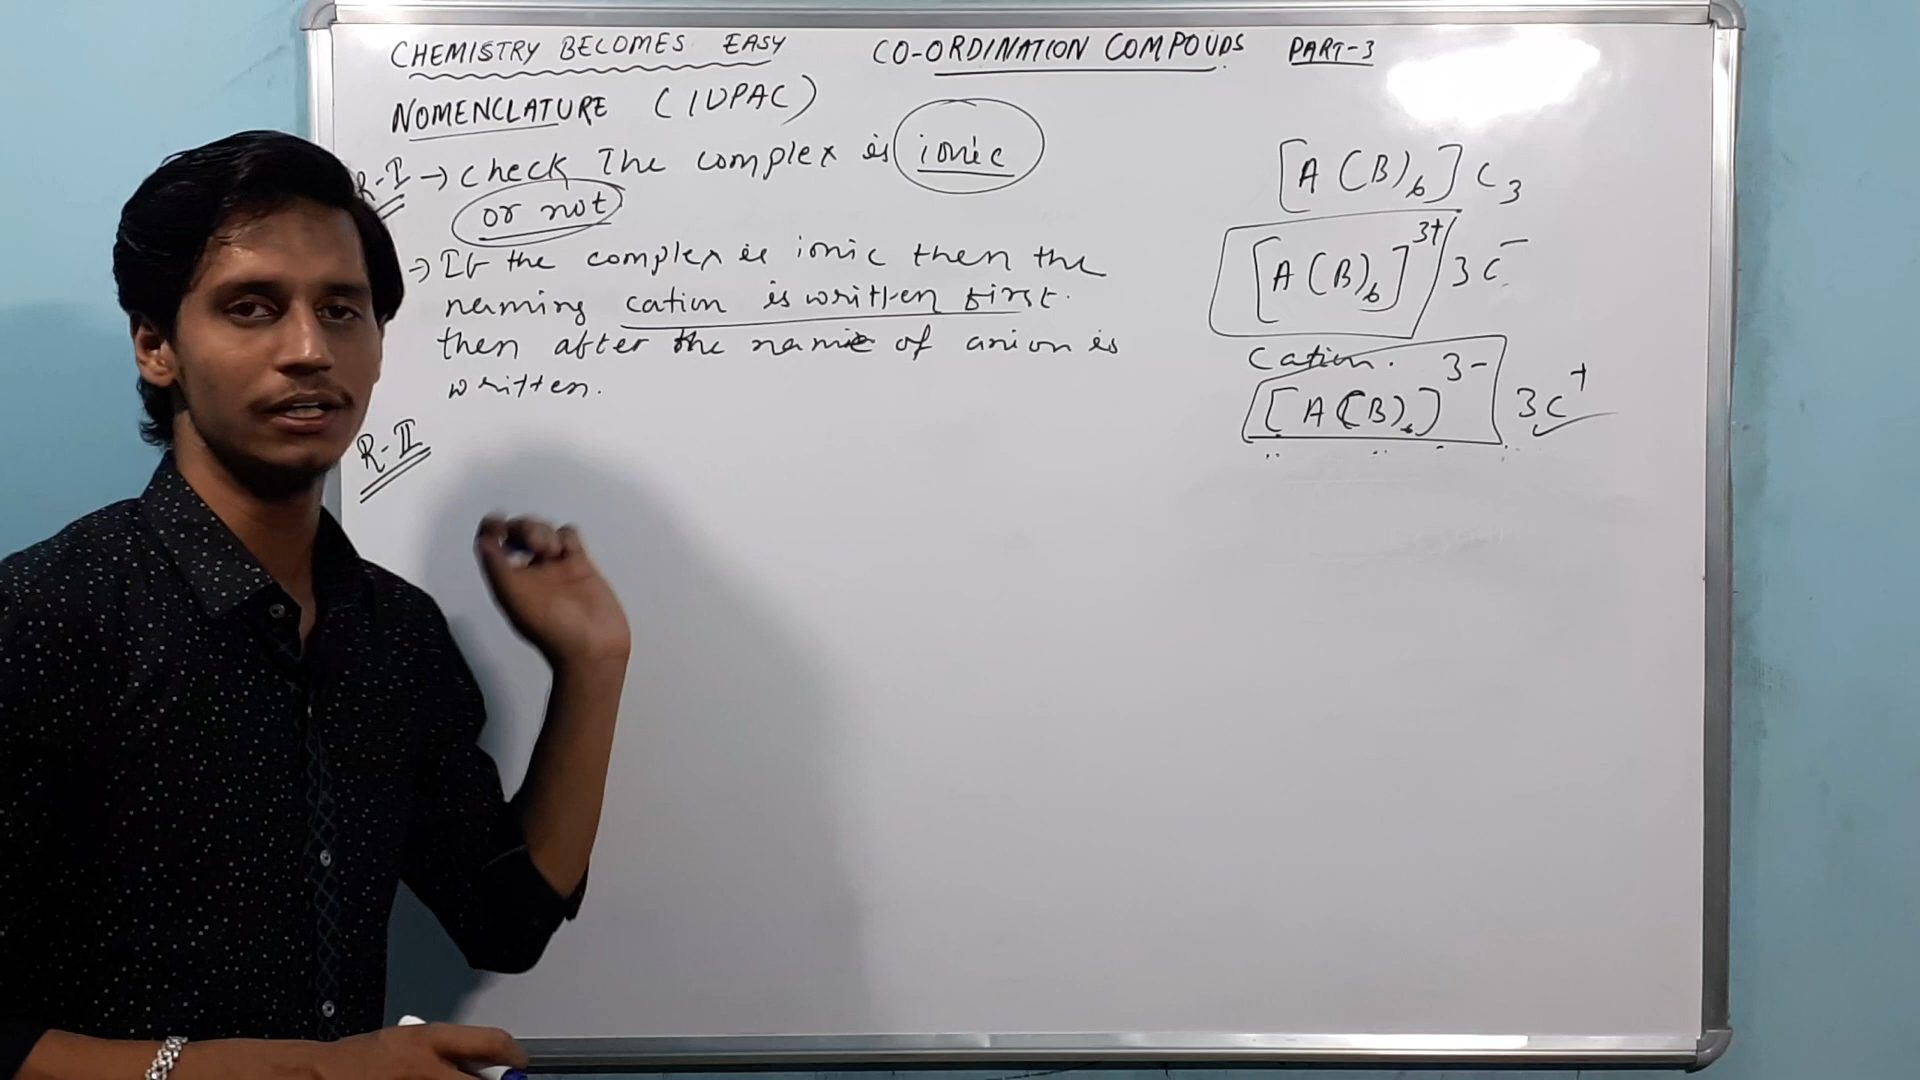 CHEMISTRY BECOMES EASY CO-ORDINATION COMPOUDS PART-3
NOMENCLATURE (IUPAC)
R-I → check The complex is ionic
or not
→ If the complex is ionic then the
naming cation is written first.
then after the name of anion is
written.
R-II
[A(B)6]C3
[A(B)6]3+ 3C-
Cation.
[A(B)6]3- 3C+